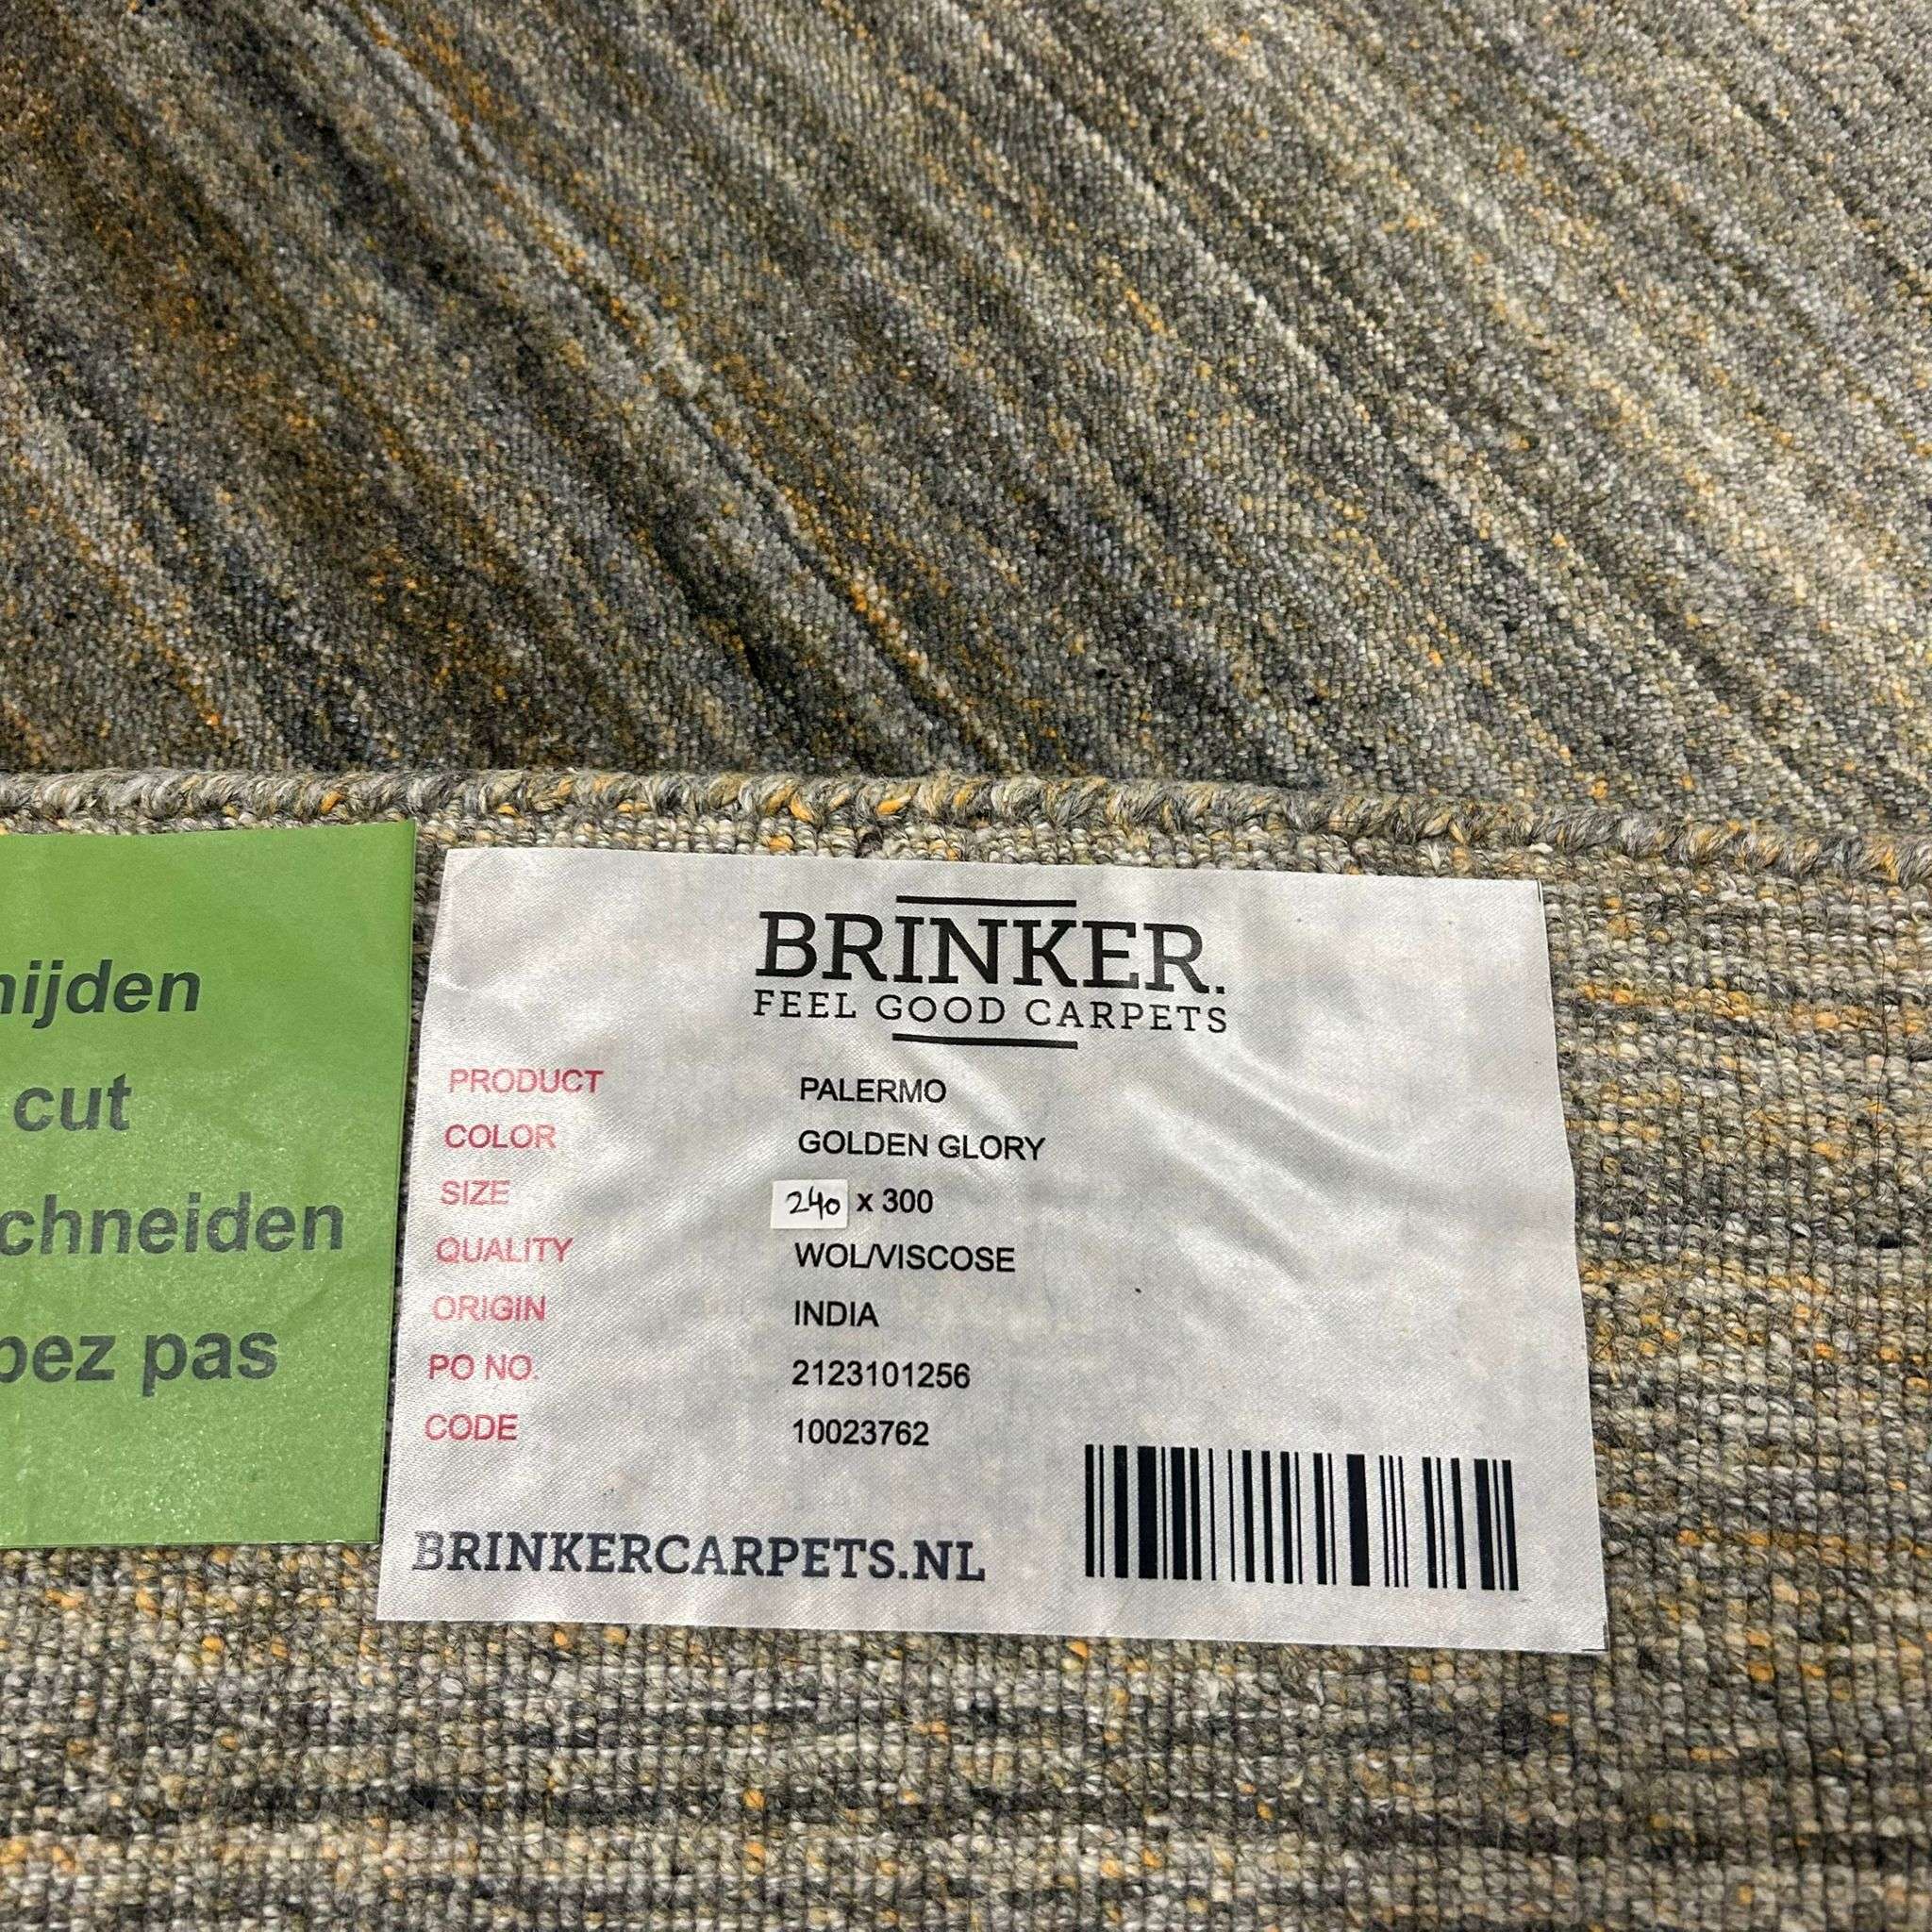 nijden
cut
chneiden
pez pas
BRINKER.
FEEL GOOD CARPETS
PRODUCT PALERMO
COLOR GOLDEN GLORY
SIZE 240 x 300
QUALITY WOL/VISCOSE
ORIGIN INDIA
PO NO. 2123101256
CODE 10023762
BRINKERCARPETS.NL